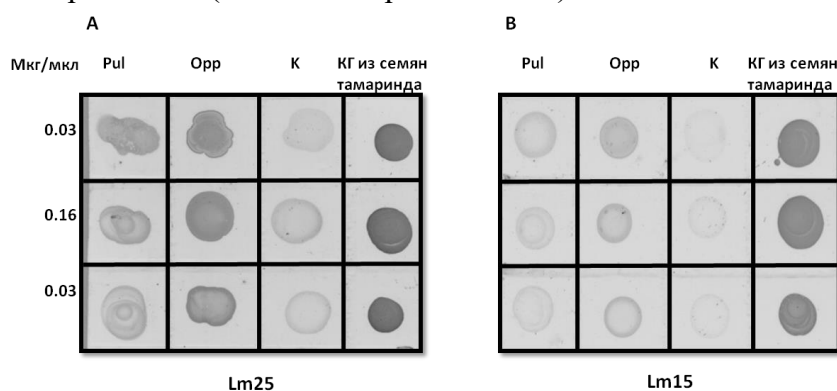 А В
Мкг/мкл Pul Opp K КГ из семян тамаринда Pul Opp K КГ из семян тамаринда
0.03
0.16
0.03
Lm25 Lm15